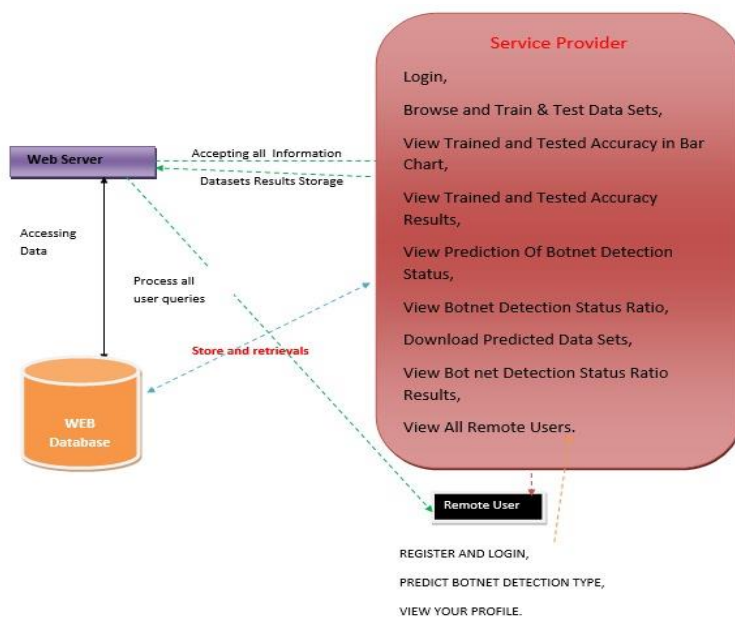 Service Provider
Login,
Browse and Train & Test Data Sets,
View Trained and Tested Accuracy in Bar
Chart,
View Trained and Tested Accuracy
Results,
View Prediction Of Botnet Detection
Status,
View Botnet Detection Status Ratio,
Download Predicted Data Sets,
View Bot net Detection Status Ratio
Results,
View All Remote Users.
Web Server
Accepting all Information
Datasets Results Storage
Accessing
Data
Process all
user queries
Store and retrievals
WEB
Database
Remote User
REGISTER AND LOGIN,
PREDICT BOTNET DETECTION TYPE,
VIEW YOUR PROFILE.